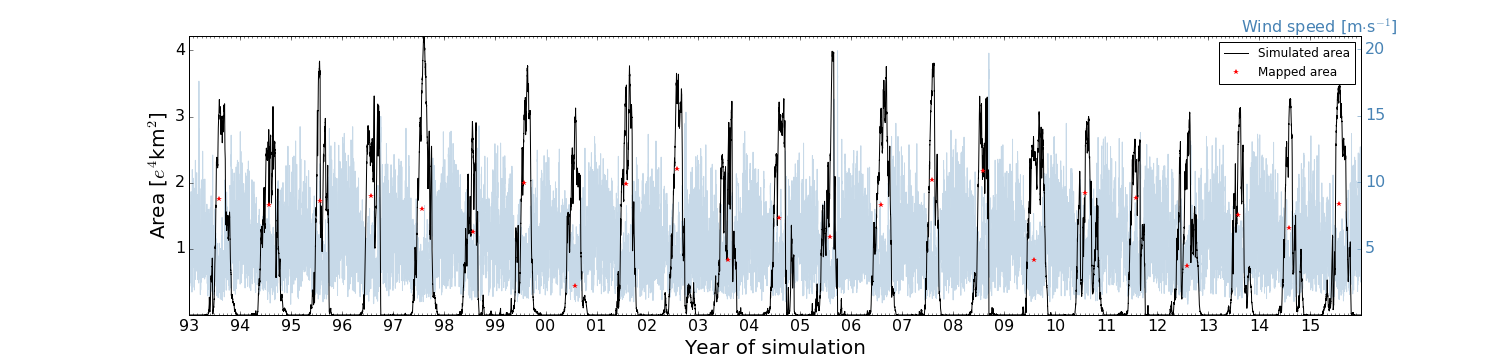 Wind speed [m·s⁻¹]
4
3
2
1
Area [e⁴km²]
20
15
10
5
Simulated area
Mapped area
93 94 95 96 97 98 99 00 01 02 03 04 05 06 07 08 09 10 11 12 13 14 15
Year of simulation